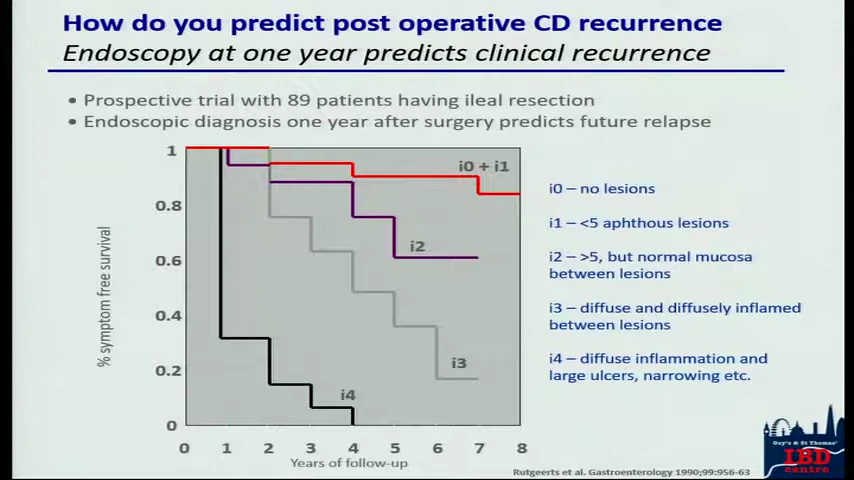 How do you predict post operative CD recurrence
Endoscopy at one year predicts clinical recurrence
• Prospective trial with 89 patients having ileal resection
• Endoscopic diagnosis one year after surgery predicts future relapse
% symptom free survival
1
0.8
0.6
0.4
0.2
0
i0 + i1
i2
i3
i4
0 1 2 3 4 5 6 7 8
Years of follow-up
i0 – no lesions
i1 – <5 aphthous lesions
i2 – >5, but normal mucosa
between lesions
i3 – diffuse and diffusely inflamed
between lesions
i4 – diffuse inflammation and
large ulcers, narrowing etc.
Rutgeerts et al. Gastroenterology 1990;99:956-63
Guy's & St Thomas'
IBD
centre